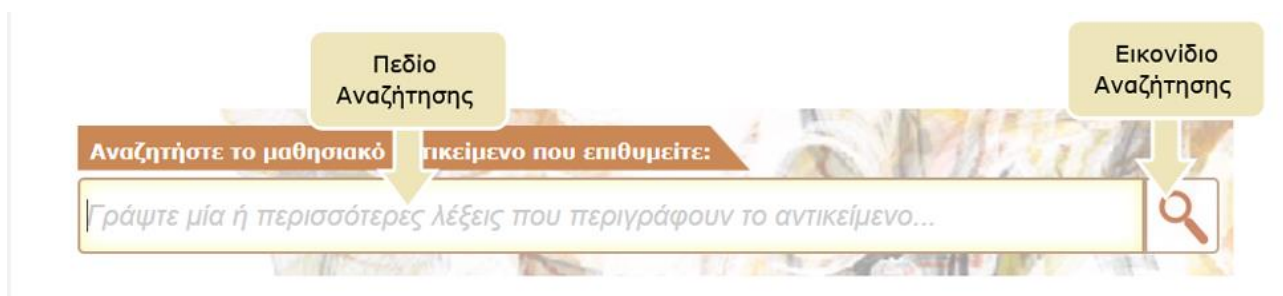 Πεδίο
Αναζήτησης
Εικονίδιο
Αναζήτησης
Αναζητήστε το μαθησιακό τικείμενο που επιθυμείτε:
Γράψτε μία ή περισσότερες λέξεις που περιγράφουν το αντικείμενο...